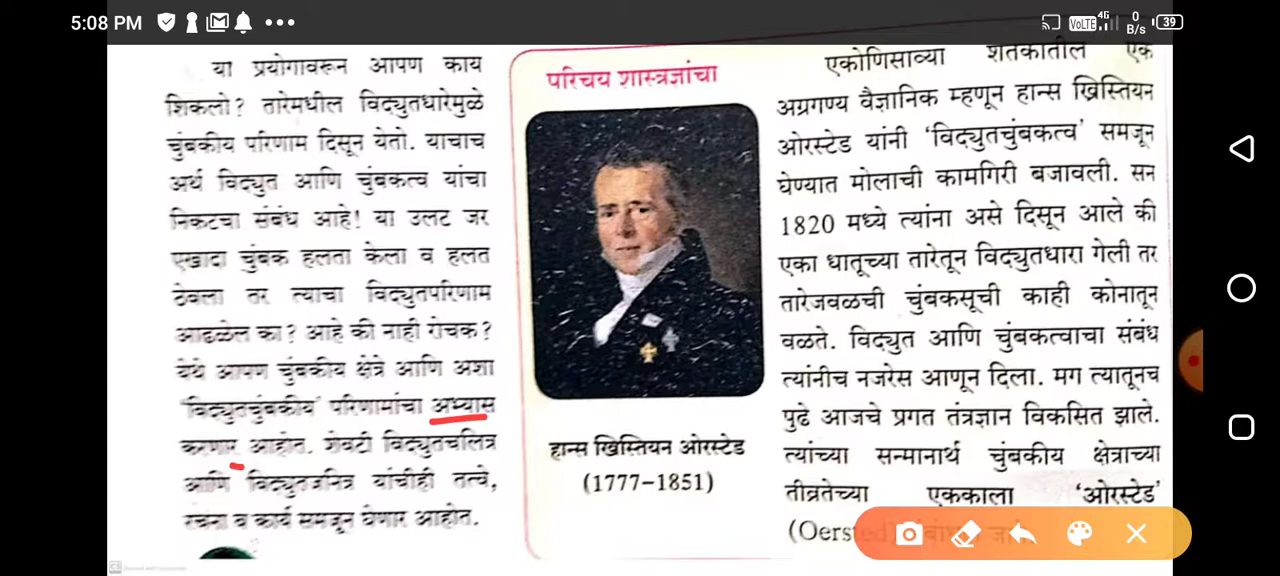 5:08 PM
VoLTE 4G
0 B/s
39
या प्रयोगावरून आपण काय
शिकलो? तारेमधील विद्युतधारेमुळे
चुंबकीय परिणाम दिसून येतो. याचाच
अर्थ विद्युत आणि चुंबकत्व यांचा
निकटचा संबंध आहे! या उलट जर
एखादा चुंबक हलता केला व हलत
ठेवला तर त्याचा विद्युतपरिणाम
आढळेल का? आहे की नाही रोचक?
येथे आपण चुंबकीय क्षेत्रे आणि अशा
'विद्युतचुंबकीय' परिणामांचा अभ्यास
करणार आहोत. शेवटी विद्युतचलित्र
आणि विद्युतजनित्र यांचीही तत्त्वे,
रचना व कार्य समजून घेणार आहोत.
परिचय शास्त्रज्ञांचा
हान्स ख्रिस्तियन ओरस्टेड
(1777-1851)
एकोणिसाव्या शतकातील एक
अग्रगण्य वैज्ञानिक म्हणून हान्स ख्रिस्तियन
ओरस्टेड यांनी 'विद्युतचुंबकत्व' समजून
घेण्यात मोलाची कामगिरी बजावली. सन
1820 मध्ये त्यांना असे दिसून आले की
एका धातूच्या तारेतून विद्युतधारा गेली तर
तारेजवळची चुंबकसूची काही कोनातून
वळते. विद्युत आणि चुंबकत्वाचा संबंध
त्यांनीच नजरेस आणून दिला. मग त्यातूनच
पुढे आजचे प्रगत तंत्रज्ञान विकसित झाले.
त्यांच्या सन्मानार्थ चुंबकीय क्षेत्राच्या
तीव्रतेच्या एककाला 'ओरस्टेड'
(Oersted)